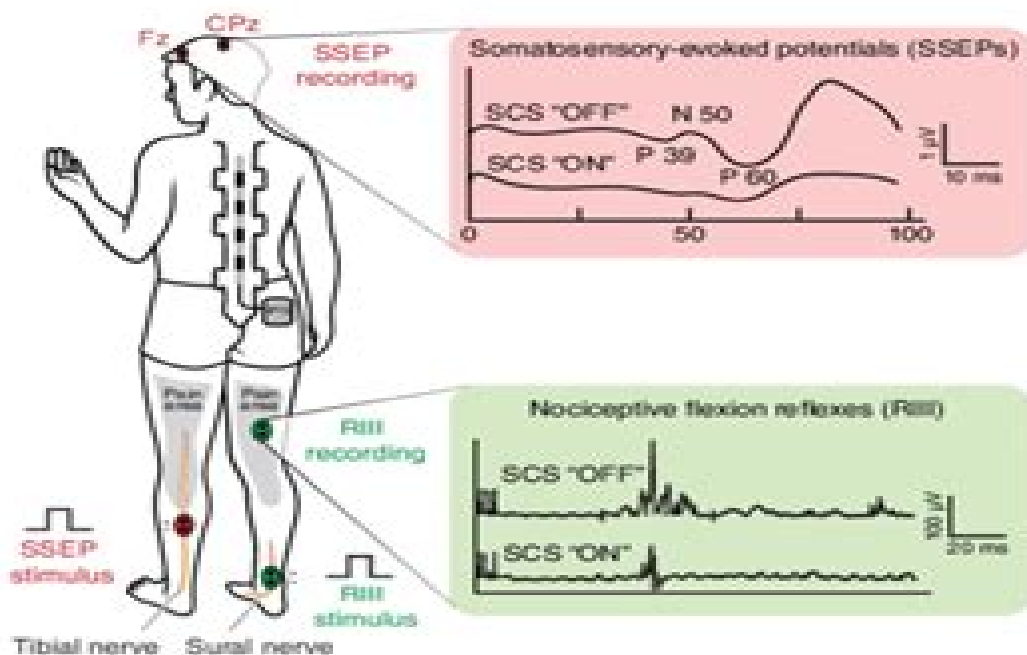 Fz
CPz
SSEP
recording
Somatosensory-evoked potentials (SSEPs)
SCS "OFF"
N 50
P 39
SCS "ON"
P 60
1 µV
10 ms
0
50
100
Pain
area
Pain
area
RIII
recording
Nociceptive flexion reflexes (RIII)
SCS "OFF"
SCS "ON"
100 µV
20 ms
SSEP
stimulus
RIII
stimulus
Tibial nerve
Sural nerve